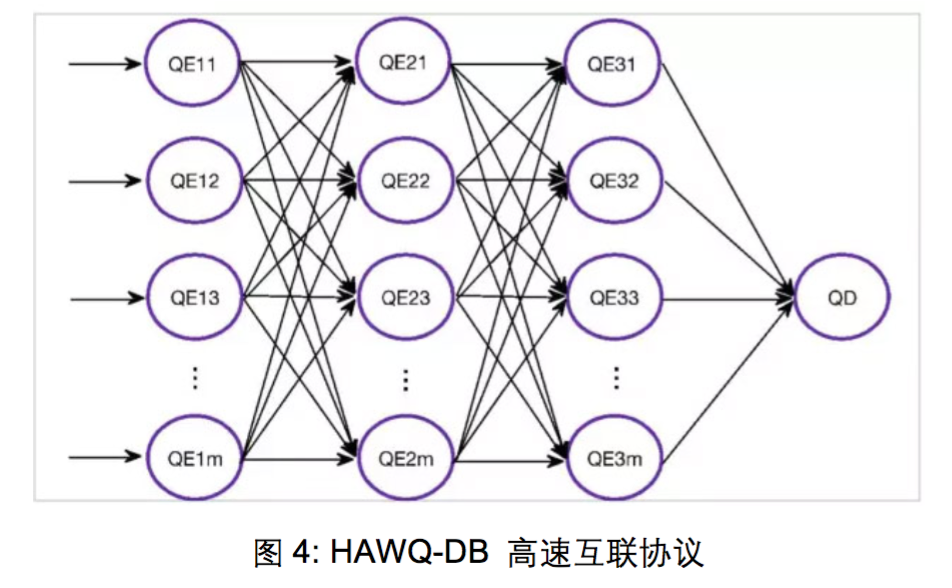 QE11 QE21 QE31
QE12 QE22 QE32
QE13 QE23 QE33 QD
⋮ ⋮ ⋮
QE1m QE2m QE3m
图 4: HAWQ-DB 高速互联协议